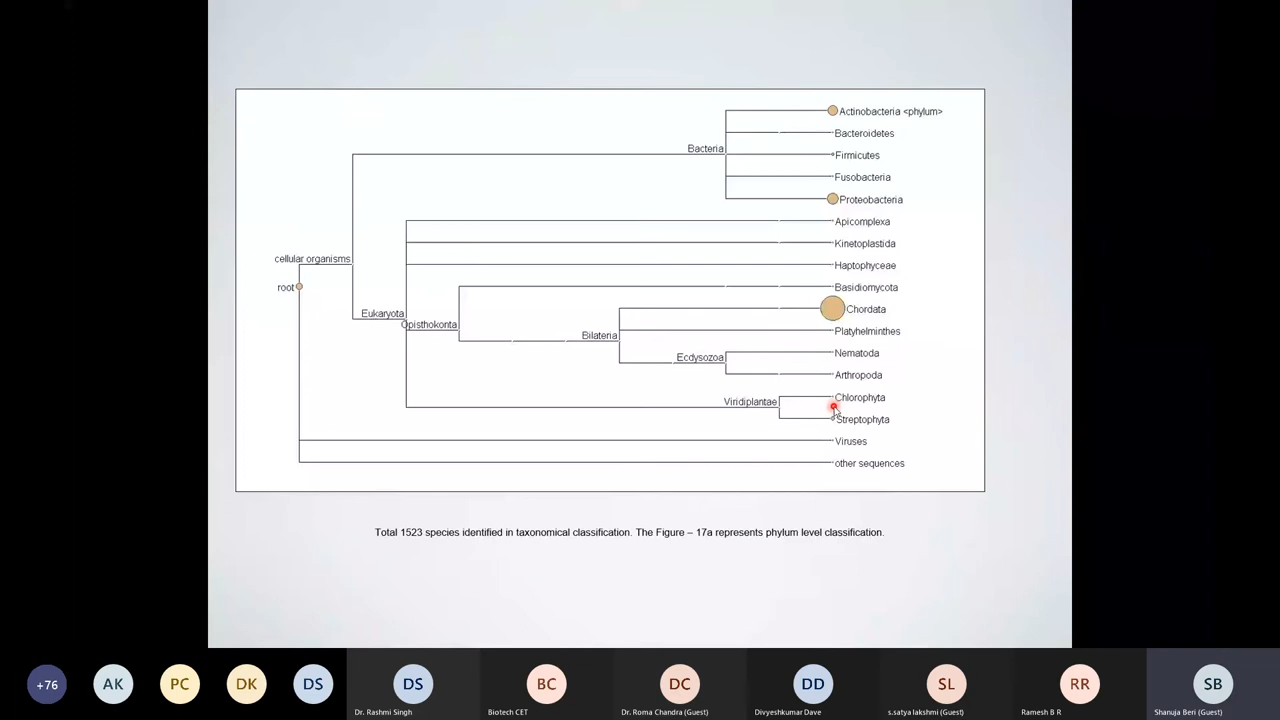 Actinobacteria <phylum>
Bacteroidetes
Bacteria
Firmicutes
Fusobacteria
Proteobacteria
Apicomplexa
Kinetoplastida
cellular organisms
Haptophyceae
root
Basidiomycota
Eukaryota
Chordata
Opisthokonta
Bilateria
Platyhelminthes
Ecdysozoa
Nematoda
Arthropoda
Viridiplantae
Chlorophyta
Streptophyta
Viruses
other sequences
Total 1523 species identified in taxonomical classification. The Figure – 17a represents phylum level classification.
+76
AK
PC
DK
DS
DS
BC
DC
DD
SL
RR
SB
Dr. Rashmi Singh
Biotech CET
Dr. Roma Chandra (Guest)
Divyeshkumar Dave
s.satya lakshmi (Guest)
Ramesh B R
Shanuja Beri (Guest)